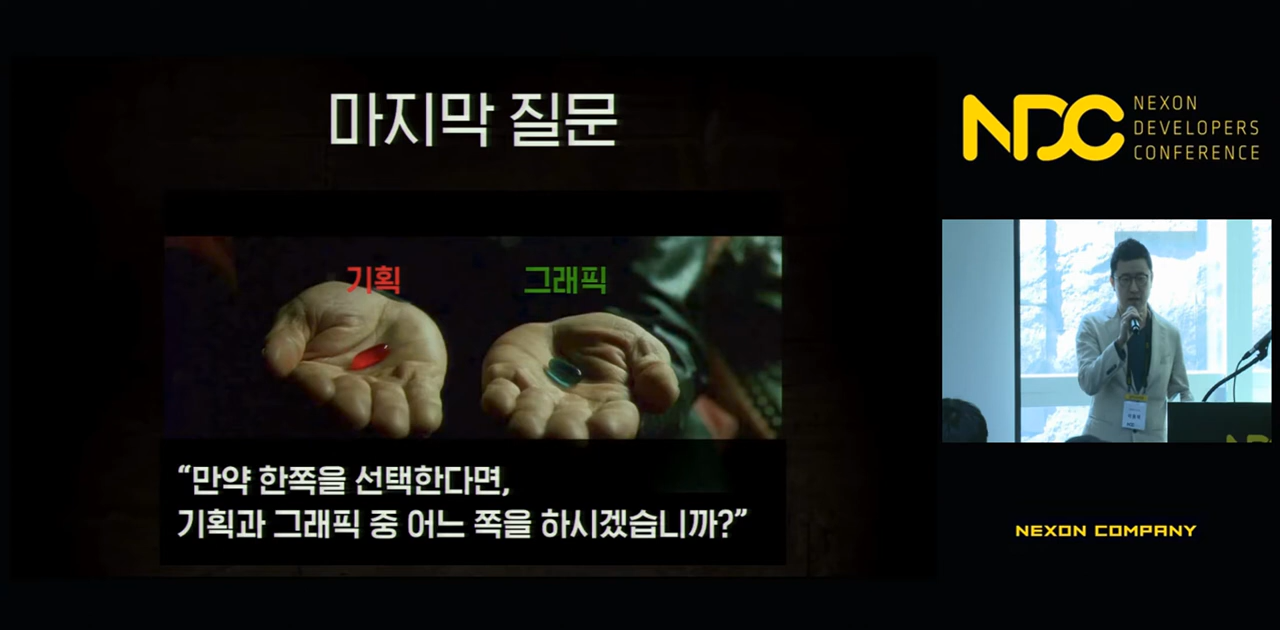 마지막 질문
기획
그래픽
“만약 한쪽을 선택한다면,
기획과 그래픽 중 어느 쪽을 하시겠습니까?”
NDC
NEXON
DEVELOPERS
CONFERENCE
NEXON COMPANY